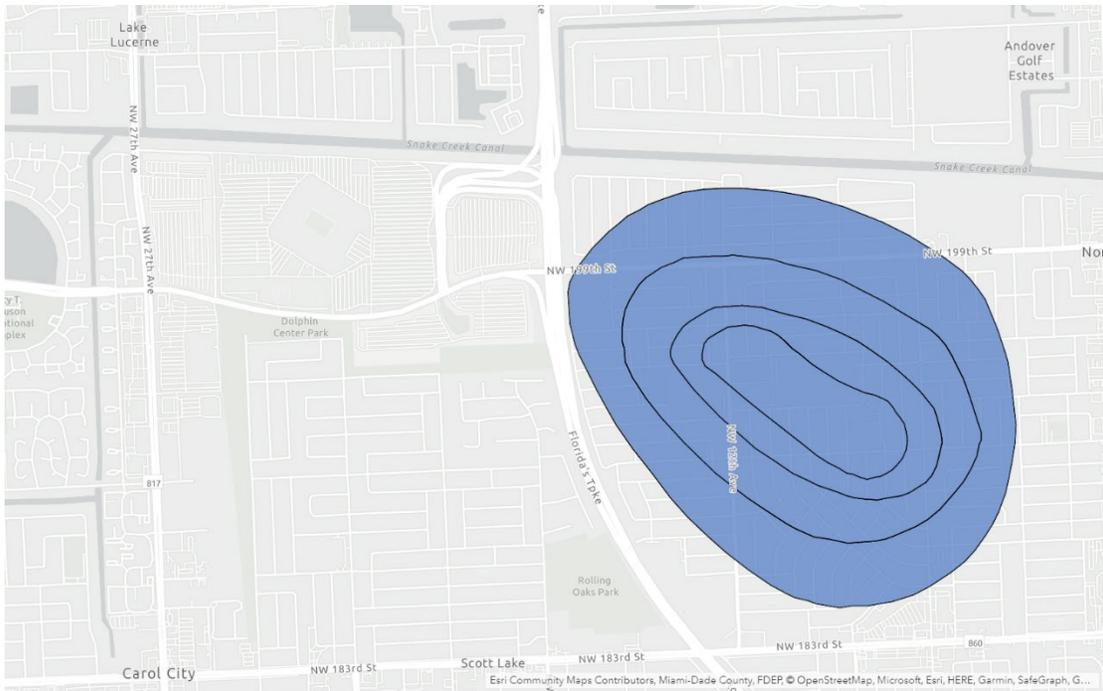 Lake
Lucerne
Andover
Golf
Estates
NW 27th Ave
Snake Creek Canal
Snake Creek Canal
NW 27th Ave
NW 199th St
NW 199th St
Dolphin
Center Park
Florida's Tpke
817
Rolling
Oaks Park
Carol City
NW 183rd St
Scott Lake
NW 183rd St
NW 183rd St
860
Esri Community Maps Contributors, Miami-Dade County, FDEP, © OpenStreetMap, Microsoft, Esri, HERE, Garmin, SafeGraph, G...